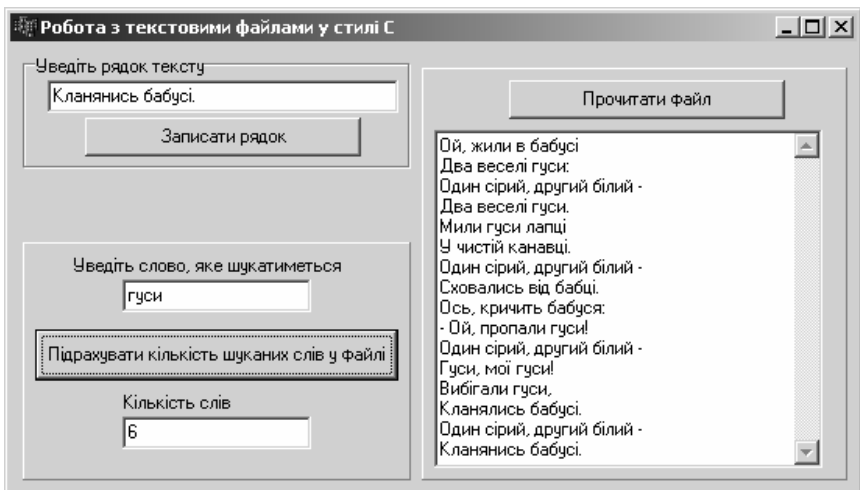 Робота з текстовими файлами у стилі С
Уведіть рядок тексту
Кланянись бабусі.
Записати рядок
Уведіть слово, яке шукатиметься
гуси
Підрахувати кількість шуканих слів у файлі
Кількість слів
6
Прочитати файл
Ой, жили в бабусі
Два веселі гуси:
Один сірий, другий білий -
Два веселі гуси.
Мили гуси лапці
У чистій канавці.
Один сірий, другий білий -
Сховались від бабці.
Ось, кричить бабуся:
- Ой, пропали гуси!
Один сірий, другий білий -
Гуси, мої гуси!
Вибігали гуси,
Кланялись бабусі.
Один сірий, другий білий -
Кланянись бабусі.